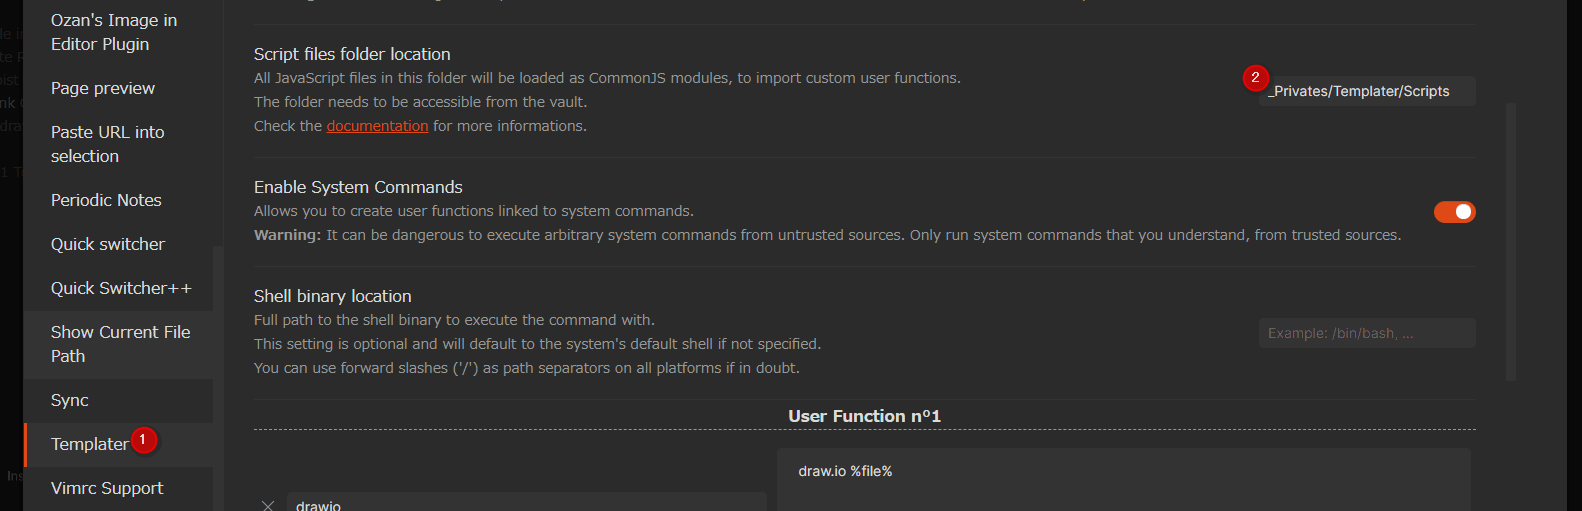 Ozan's Image in
Editor Plugin
Page preview
Paste URL into
selection
Periodic Notes
Quick switcher
Quick Switcher++
Show Current File
Path
Sync
Templater
1
Vimrc Support
Script files folder location
All JavaScript files in this folder will be loaded as CommonJS modules, to import custom user functions.
The folder needs to be accessible from the vault.
Check the documentation for more informations.
2
_Privates/Templater/Scripts
Enable System Commands
Allows you to create user functions linked to system commands.
Warning: It can be dangerous to execute arbitrary system commands from untrusted sources. Only run system commands that you understand, from trusted sources.
Shell binary location
Full path to the shell binary to execute the command with.
This setting is optional and will default to the system's default shell if not specified.
You can use forward slashes ('/') as path separators on all platforms if in doubt.
Example: /bin/bash, ...
User Function nº1
draw.io %file%
drawio